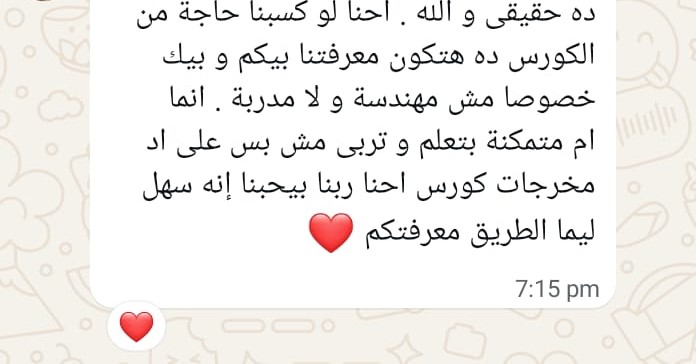 ده حقيقى و الله . احنا لو كسبنا حاجة من
الكورس ده هتكون معرفتنا بيكم و بيك
خصوصا مش مهندسة و لا مدربة . انما
ام متمكنة بتعلم و تربى مش بس على اد
مخرجات كورس احنا ربنا بيحبنا إنه سهل
ليما الطريق معرفتكم ❤️
7:15 pm
❤️